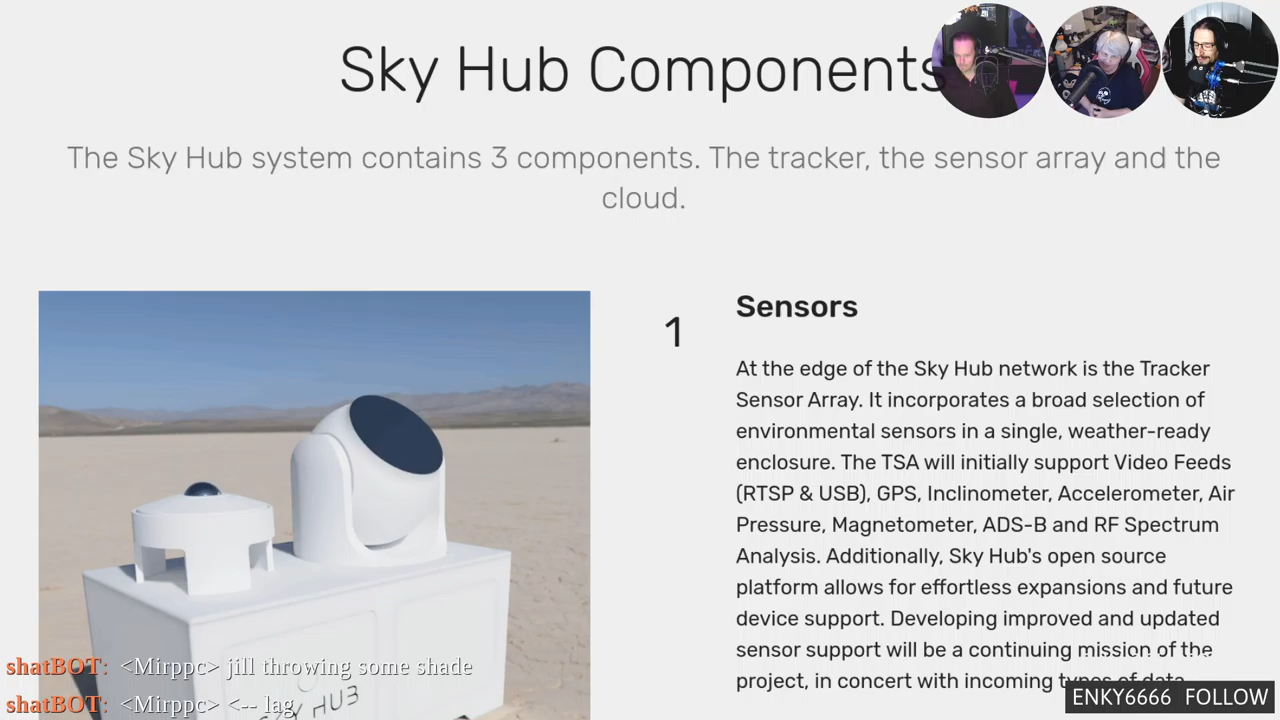 Sky Hub Components
The Sky Hub system contains 3 components. The tracker, the sensor array and the
cloud.
1
Sensors
At the edge of the Sky Hub network is the Tracker
Sensor Array. It incorporates a broad selection of
environmental sensors in a single, weather-ready
enclosure. The TSA will initially support Video Feeds
(RTSP & USB), GPS, Inclinometer, Accelerometer, Air
Pressure, Magnetometer, ADS-B and RF Spectrum
Analysis. Additionally, Sky Hub's open source
platform allows for effortless expansions and future
device support. Developing improved and updated
sensor support will be a continuing mission of the
project, in concert with incoming types of data
SKY HUB
shatBOT: <Mirppc> jill throwing some shade
shatBOT: <Mirppc> <-- lag
ENKY6666 FOLLOW